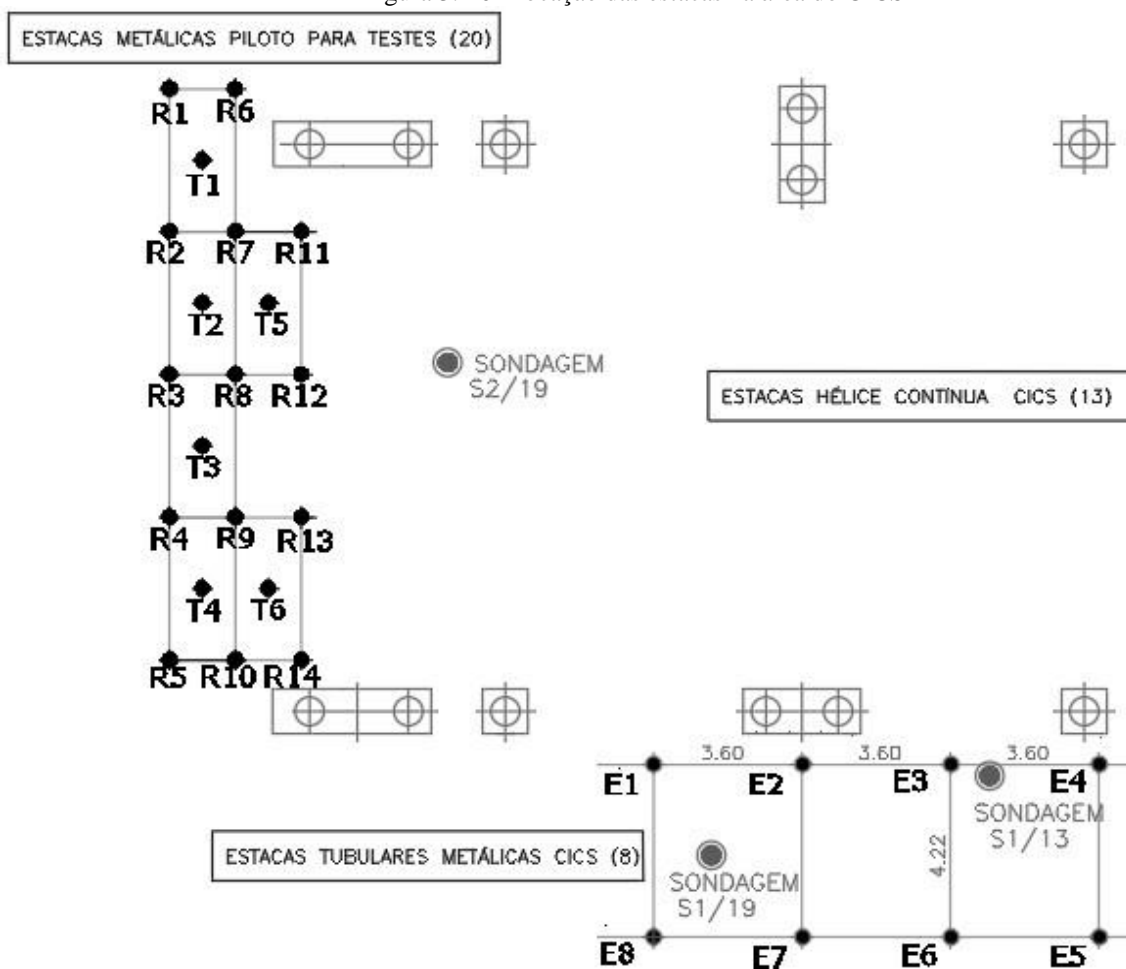 ESTACAS METÁLICAS PILOTO PARA TESTES (20)
R1 R6
T1
R2 R7 R11
T2 T5
SONDAGEM
S2/19
R3 R8 R12
ESTACAS HÉLICE CONTÍNUA CICS (13)
T3
R4 R9 R13
T4 T6
R5 R10 R14
3.60 3.60 3.60
E1 E2 E3 E4
SONDAGEM
S1/13
4.22
ESTACAS TUBULARES METÁLICAS CICS (8)
SONDAGEM
S1/19
E8 E7 E6 E5